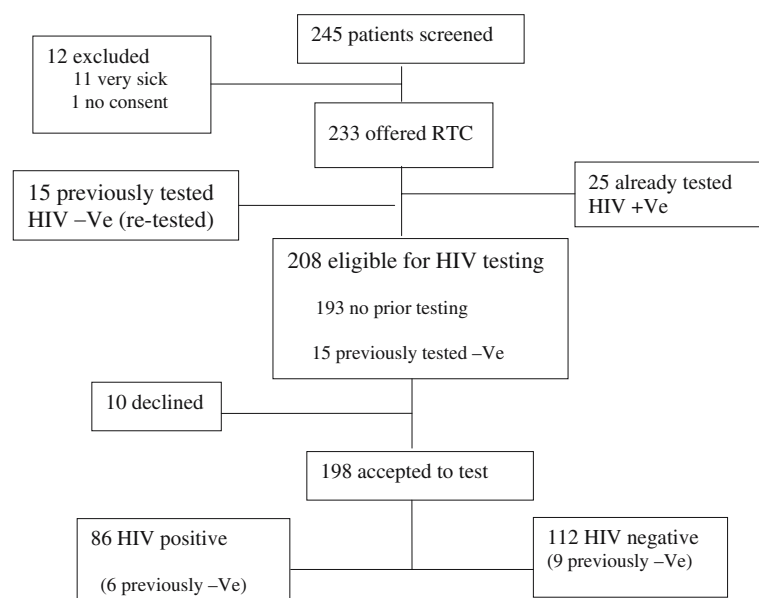 245 patients screened
12 excluded
11 very sick
1 no consent
233 offered RTC
15 previously tested
HIV –Ve (re-tested)
25 already tested
HIV +Ve
208 eligible for HIV testing
193 no prior testing
15 previously tested –Ve
10 declined
198 accepted to test
86 HIV positive
(6 previously –Ve)
112 HIV negative
(9 previously –Ve)